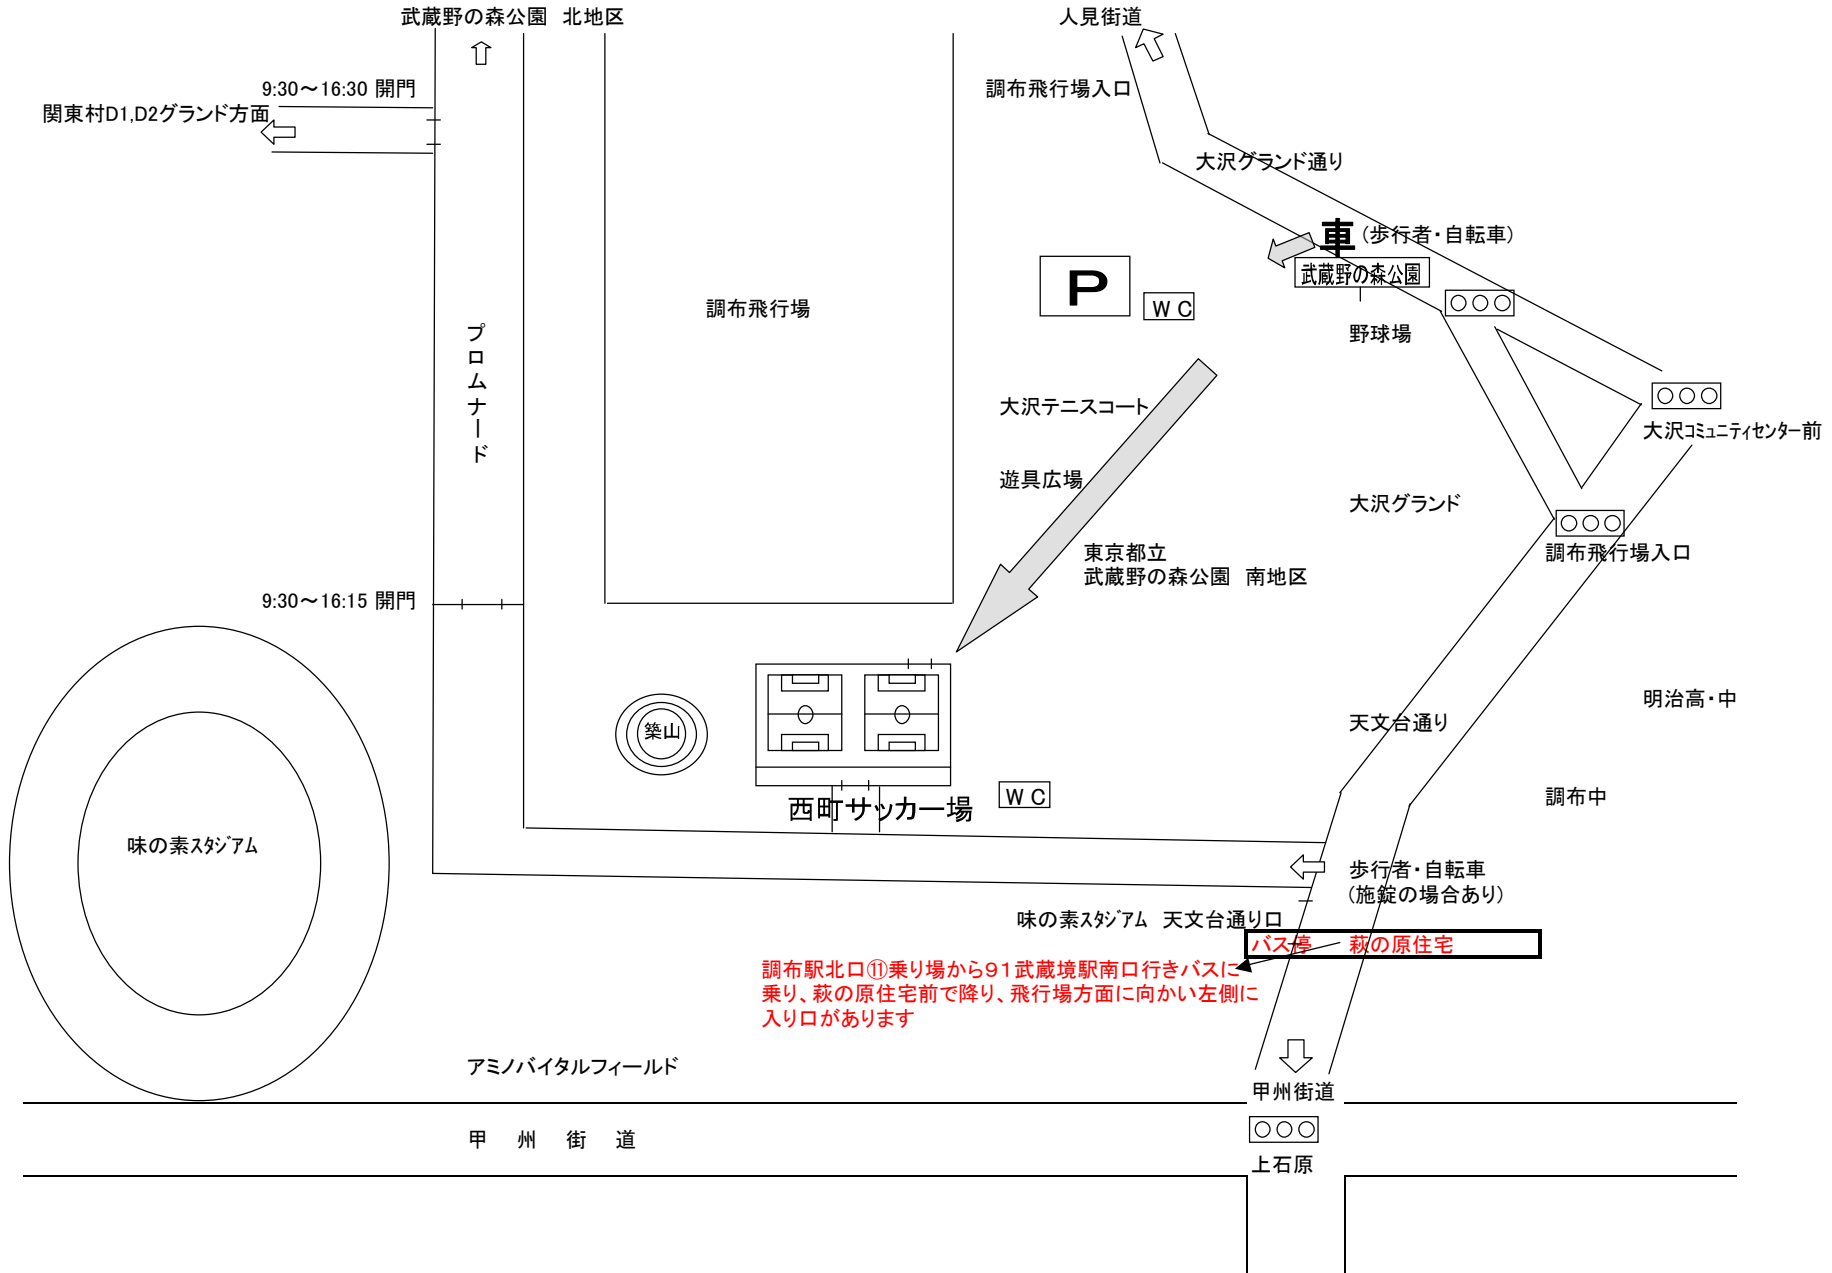 武蔵野の森公園　北地区
人見街道
9:30～16:30 開門
調布飛行場入口
関東村D1,D2グランド方面
大沢グランド通り
車 (歩行者・自転車)
武蔵野の森公園
P
W C
調布飛行場
野球場
プロムナード
大沢テニスコート
大沢コミュニティセンター前
遊具広場
大沢グランド
東京都立
武蔵野の森公園　南地区
調布飛行場入口
9:30～16:15 開門
明治高・中
築山
天文台通り
W C
調布中
西町サッカー場
味の素スタジアム
歩行者・自転車
(施錠の場合あり)
味の素スタジアム　天文台通り口
バス停　萩の原住宅
調布駅北口⑪乗り場から９１武蔵境駅南口行きバスに
乗り、萩の原住宅前で降り、飛行場方面に向かい左側に
入り口があります
アミノバイタルフィールド
甲州街道
甲　州　街　道
上石原